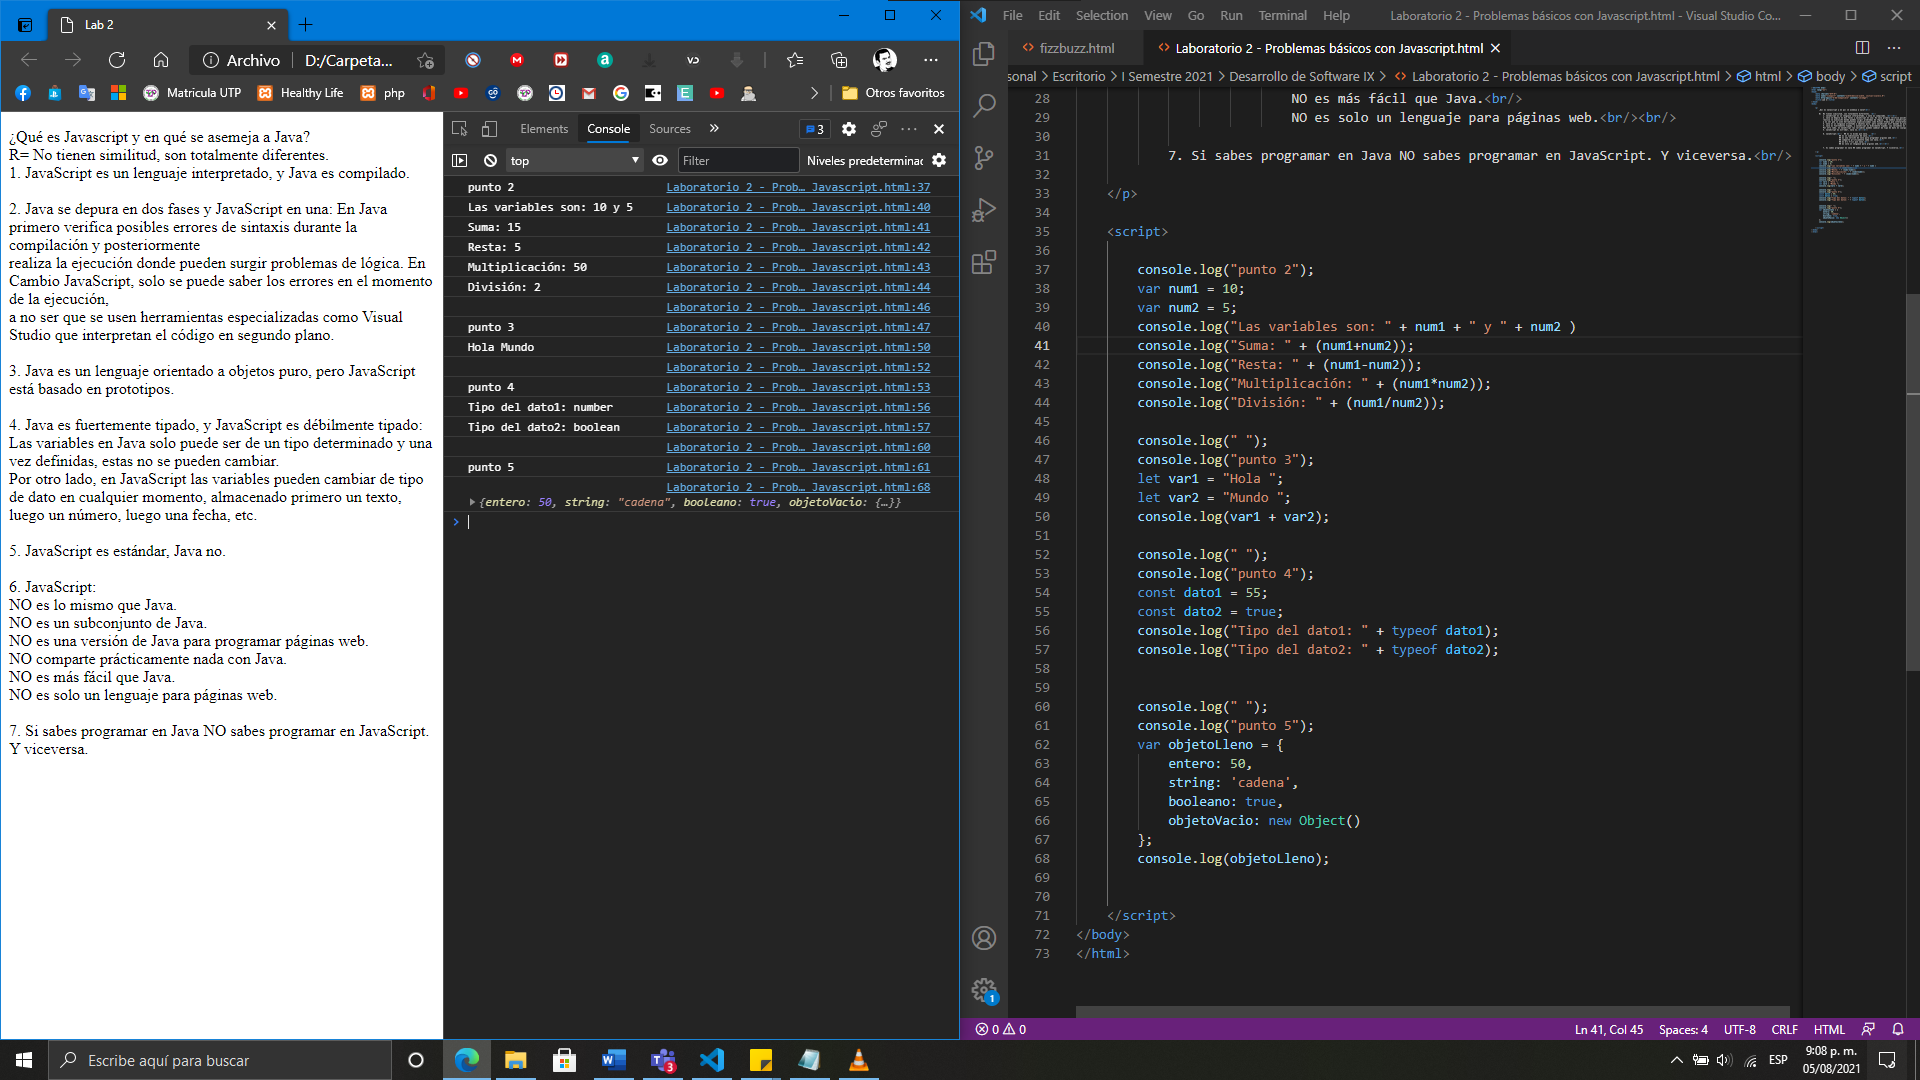 Lab 2
Archivo
D:/Carpeta...
Matricula UTP
Healthy Life
php
Otros favoritos
¿Qué es Javascript y en qué se asemeja a Java?
R= No tienen similitud, son totalmente diferentes.
1. JavaScript es un lenguaje interpretado, y Java es compilado.
2. Java se depura en dos fases y JavaScript en una: En Java
primero verifica posibles errores de sintaxis durante la
compilación y posteriormente
realiza la ejecución donde pueden surgir problemas de lógica. En
Cambio JavaScript, solo se puede saber los errores en el momento
de la ejecución,
a no ser que se usen herramientas especializadas como Visual
Studio que interpretan el código en segundo plano.
3. Java es un lenguaje orientado a objetos puro, pero JavaScript
está basado en prototipos.
4. Java es fuertemente tipado, y JavaScript es débilmente tipado:
Las variables en Java solo puede ser de un tipo determinado y una
vez definidas, estas no se pueden cambiar.
Por otro lado, en JavaScript las variables pueden cambiar de tipo
de dato en cualquier momento, almacenado primero un texto,
luego un número, luego una fecha, etc.
5. JavaScript es estándar, Java no.
6. JavaScript:
NO es lo mismo que Java.
NO es un subconjunto de Java.
NO es una versión de Java para programar páginas web.
NO comparte prácticamente nada con Java.
NO es más fácil que Java.
NO es solo un lenguaje para páginas web.
7. Si sabes programar en Java NO sabes programar en JavaScript.
Y viceversa.
Elements Console Sources 3
top Filter Niveles predeterminac
punto 2 Laboratorio 2 - Prob… Javascript.html:37
Las variables son: 10 y 5 Laboratorio 2 - Prob… Javascript.html:40
Suma: 15 Laboratorio 2 - Prob… Javascript.html:41
Resta: 5 Laboratorio 2 - Prob… Javascript.html:42
Multiplicación: 50 Laboratorio 2 - Prob… Javascript.html:43
División: 2 Laboratorio 2 - Prob… Javascript.html:44
Laboratorio 2 - Prob… Javascript.html:46
punto 3 Laboratorio 2 - Prob… Javascript.html:47
Hola Mundo Laboratorio 2 - Prob… Javascript.html:50
Laboratorio 2 - Prob… Javascript.html:52
punto 4 Laboratorio 2 - Prob… Javascript.html:53
Tipo del dato1: number Laboratorio 2 - Prob… Javascript.html:56
Tipo del dato2: boolean Laboratorio 2 - Prob… Javascript.html:57
Laboratorio 2 - Prob… Javascript.html:60
punto 5 Laboratorio 2 - Prob… Javascript.html:61
Laboratorio 2 - Prob… Javascript.html:68
{entero: 50, string: "cadena", booleano: true, objetoVacio: {…}}
File Edit Selection View Go Run Terminal Help Laboratorio 2 - Problemas básicos con Javascript.html - Visual Studio Co...
fizzbuzz.html Laboratorio 2 - Problemas básicos con Javascript.html
sonal > Escritorio > I Semestre 2021 > Desarrollo de Software IX > Laboratorio 2 - Problemas básicos con Javascript.html > html > body > script
28 NO es más fácil que Java.<br/>
29 NO es solo un lenguaje para páginas web.<br/><br/>
30
31 7. Si sabes programar en Java NO sabes programar en JavaScript. Y viceversa.<br/>
32
33 </p>
34
35 <script>
36
37 console.log("punto 2");
38 var num1 = 10;
39 var num2 = 5;
40 console.log("Las variables son: " + num1 + " y " + num2 )
41 console.log("Suma: " + (num1+num2));
42 console.log("Resta: " + (num1-num2));
43 console.log("Multiplicación: " + (num1*num2));
44 console.log("División: " + (num1/num2));
45
46 console.log(" ");
47 console.log("punto 3");
48 let var1 = "Hola ";
49 let var2 = "Mundo ";
50 console.log(var1 + var2);
51
52 console.log(" ");
53 console.log("punto 4");
54 const dato1 = 55;
55 const dato2 = true;
56 console.log("Tipo del dato1: " + typeof dato1);
57 console.log("Tipo del dato2: " + typeof dato2);
58
59
60 console.log(" ");
61 console.log("punto 5");
62 var objetoLleno = {
63 entero: 50,
64 string: 'cadena',
65 booleano: true,
66 objetoVacio: new Object()
67 };
68 console.log(objetoLleno);
69
70
71 </script>
72 </body>
73 </html>
1
0 0 Ln 41, Col 45 Spaces: 4 UTF-8 CRLF HTML
Escribe aquí para buscar
3
ESP
9:08 p. m.
05/08/2021